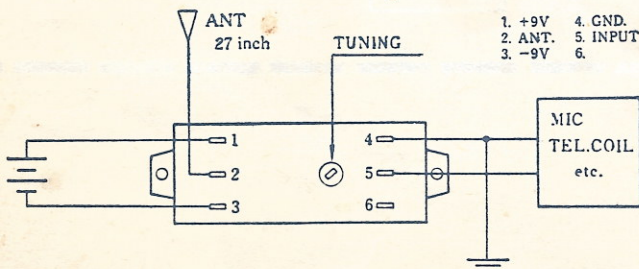 ANT
27 inch
TUNING
1. +9V 4. GND.
2. ANT. 5. INPUT
3. -9V 6.
1
2
3
4
5
6
MIC
TEL.COIL
etc.